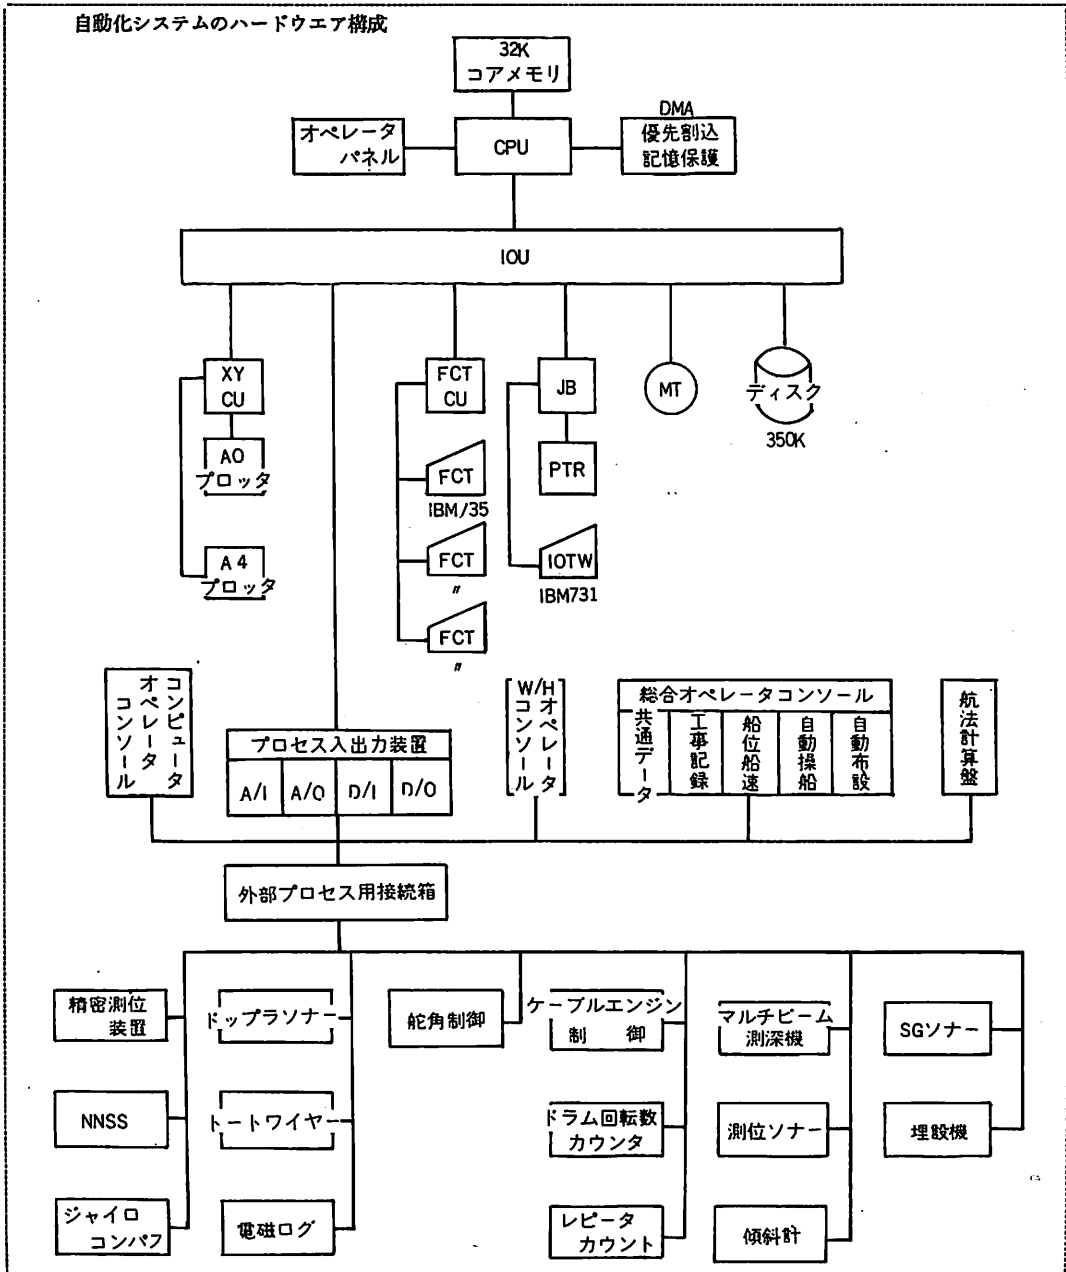 自動化システムのハードウエア構成
32K
コアメモリ
オペレータ
パネル
CPU
DMA
優先割込
記憶保護
IOU
XY
CU
FCT
CU
JB
MT
ディスク
350K
A0
プロッタ
FCT
IBM/35
PTR
A4
プロッタ
FCT
〃
IOTW
IBM731
FCT
〃
コンピュータ
オペレータ
コンソール
プロセス入出力装置
A/I
A/O
D/I
D/O
W/Hオペレータ
コンソール
総合オペレータコンソール
共通データ
工事記録
船位船速
自動操船
自動布設
航法計算盤
外部プロセス用接続箱
精密測位
装置
ドップラソナー
舵角制御
ケーブルエンジン
制御
マルチビーム
測深機
SGソナー
NNSS
トートワイヤー
ドラム回転数
カウンタ
測位ソナー
埋設機
ジャイロ
コンパフ
電磁ログ
レピータ
カウント
傾斜計